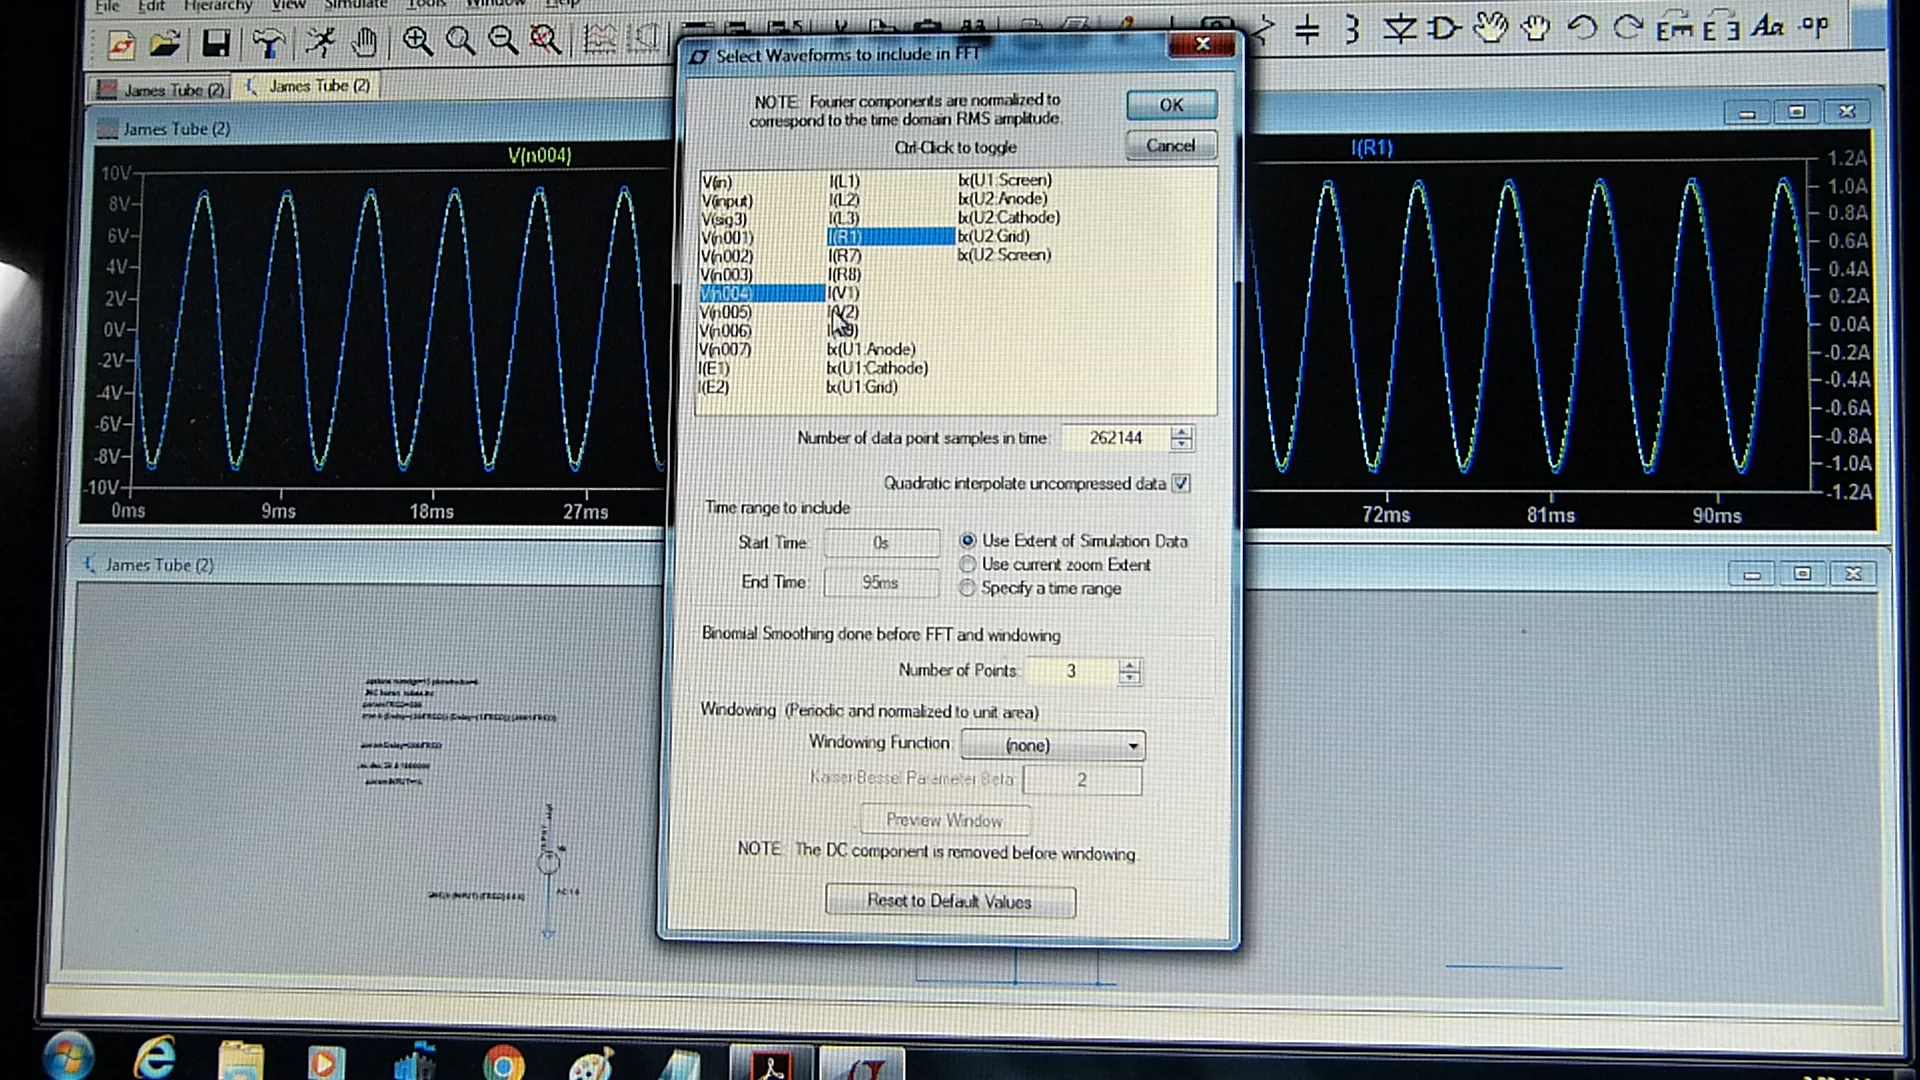 File Edit Hierarchy View Simulate Tools Window Help
James Tube (2) James Tube (2)
Select Waveforms to include in FFT
NOTE: Fourier components are normalized to
correspond to the time domain RMS amplitude.
OK
Ctrl-Click to toggle
Cancel
V(in) I(L1) Ix(U1:Screen)
V(input) I(L2) Ix(U2:Anode)
V(sig3) I(L3) Ix(U2:Cathode)
V(n001) I(R1) Ix(U2:Grid)
V(n002) I(R7) Ix(U2:Screen)
V(n003) I(R8)
V(n004) I(V1)
V(n005) I(V2)
V(n006)
V(n007) Ix(U1:Anode)
I(E1) Ix(U1:Cathode)
I(E2) Ix(U1:Grid)
Number of data point samples in time: 262144
Quadratic interpolate uncompressed data
Time range to include
Start Time: 0s
End Time: 95ms
Use Extent of Simulation Data
Use current zoom Extent
Specify a time range
Binomial Smoothing done before FFT and windowing
Number of Points: 3
Windowing (Periodic and normalized to unit area)
Windowing Function: (none)
Kaiser-Bessel Parameter Beta: 2
Preview Window
NOTE: The DC component is removed before windowing.
Reset to Default Values
James Tube (2)
V(n004)
I(R1)
10V
8V
6V
4V
2V
0V
-2V
-4V
-6V
-8V
-10V
0ms 9ms 18ms 27ms 72ms 81ms 90ms
1.2A
1.0A
0.8A
0.6A
0.4A
0.2A
0.0A
-0.2A
-0.4A
-0.6A
-0.8A
-1.0A
-1.2A
James Tube (2)
Aa .op